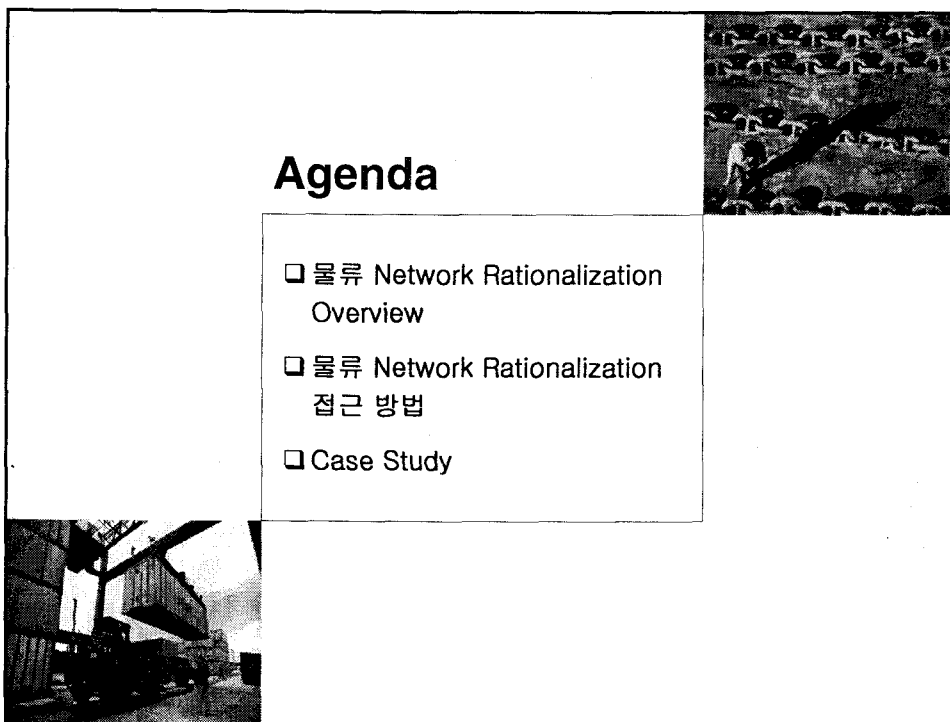 Agenda
❑ 물류 Network Rationalization
Overview
❑ 물류 Network Rationalization
접근 방법
❑ Case Study